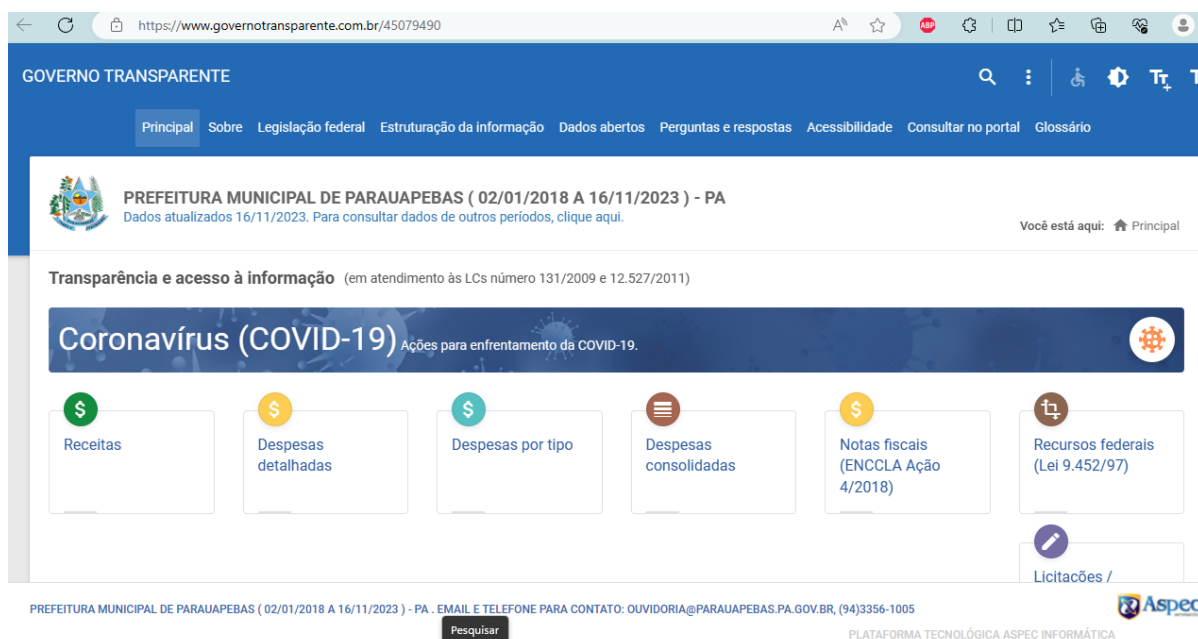 https://www.governotransparente.com.br/45079490
GOVERNO TRANSPARENTE
Principal Sobre Legislação federal Estruturação da informação Dados abertos Perguntas e respostas Acessibilidade Consultar no portal Glossário
PREFEITURA MUNICIPAL DE PARAUAPEBAS ( 02/01/2018 A 16/11/2023 ) - PA
Dados atualizados 16/11/2023. Para consultar dados de outros períodos, clique aqui.
Você está aqui: Principal
Transparência e acesso à informação (em atendimento às LCs número 131/2009 e 12.527/2011)
Coronavírus (COVID-19) Ações para enfrentamento da COVID-19.
Receitas
Despesas
detalhadas
Despesas por tipo
Despesas
consolidadas
Notas fiscais
(ENCCLA Ação
4/2018)
Recursos federais
(Lei 9.452/97)
Licitações /
PREFEITURA MUNICIPAL DE PARAUAPEBAS ( 02/01/2018 A 16/11/2023 ) - PA . EMAIL E TELEFONE PARA CONTATO: OUVIDORIA@PARAUAPEBAS.PA.GOV.BR, (94)3356-1005
Aspec
Pesquisar
PLATAFORMA TECNOLÓGICA ASPEC INFORMÁTICA